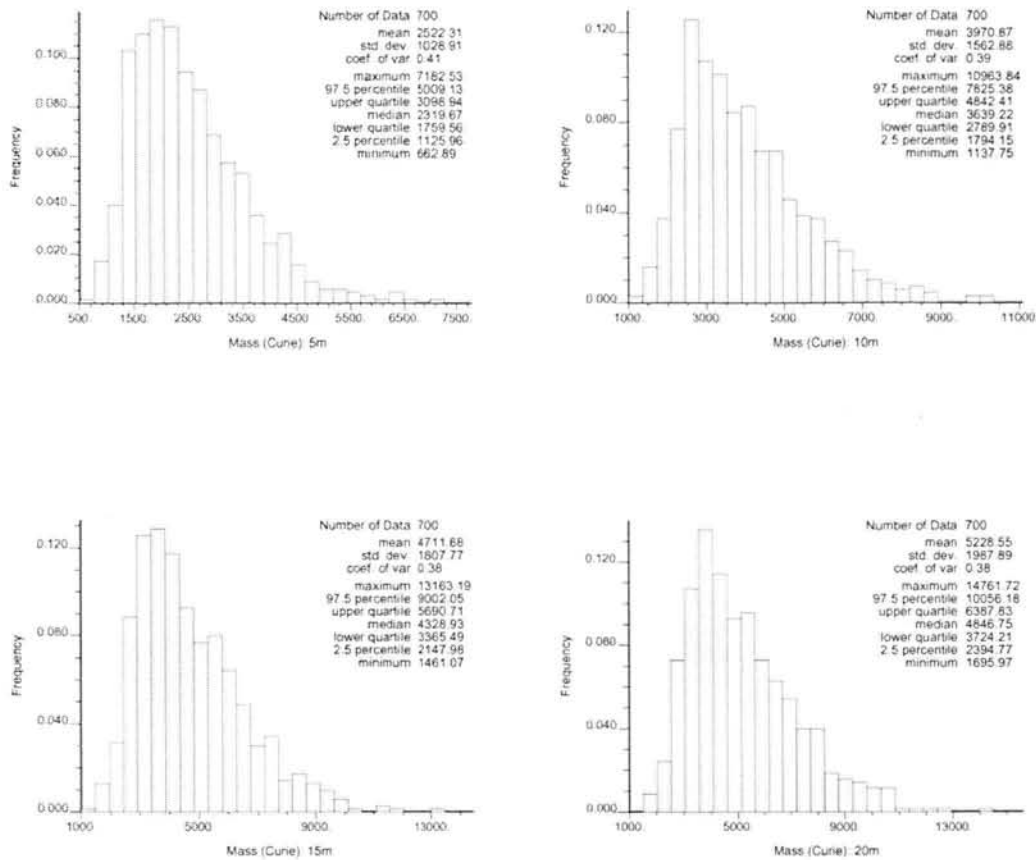 Number of Data 700
mean 2522.31
std. dev. 1028.91
coef. of var 0.41
maximum 7182.53
97.5 percentile 5009.13
upper quartile 3098.94
median 2319.67
lower quartile 1759.56
2.5 percentile 1125.96
minimum 662.89
Frequency
0.100
0.080
0.060
0.040
0.020
0.000
500. 1500. 2500. 3500. 4500. 5500. 6500. 7500.
Mass (Curie): 5m
Number of Data 700
mean 3970.87
std. dev. 1562.88
coef. of var 0.39
maximum 10963.84
97.5 percentile 7825.38
upper quartile 4842.41
median 3639.22
lower quartile 2789.91
2.5 percentile 1794.15
minimum 1137.75
Frequency
0.120
0.080
0.040
0.000
1000. 3000. 5000. 7000. 9000. 11000.
Mass (Curie): 10m
Number of Data 700
mean 4711.68
std. dev. 1807.77
coef. of var 0.38
maximum 13163.19
97.5 percentile 9002.05
upper quartile 5690.71
median 4328.93
lower quartile 3365.49
2.5 percentile 2147.98
minimum 1461.07
Frequency
0.120
0.080
0.040
0.000
1000. 5000. 9000. 13000.
Mass (Curie): 15m
Number of Data 700
mean 5228.55
std. dev. 1987.89
coef. of var 0.38
maximum 14761.72
97.5 percentile 10056.18
upper quartile 6387.83
median 4846.75
lower quartile 3724.21
2.5 percentile 2394.77
minimum 1695.97
Frequency
0.120
0.080
0.040
0.000
1000. 5000. 9000. 13000.
Mass (Curie): 20m